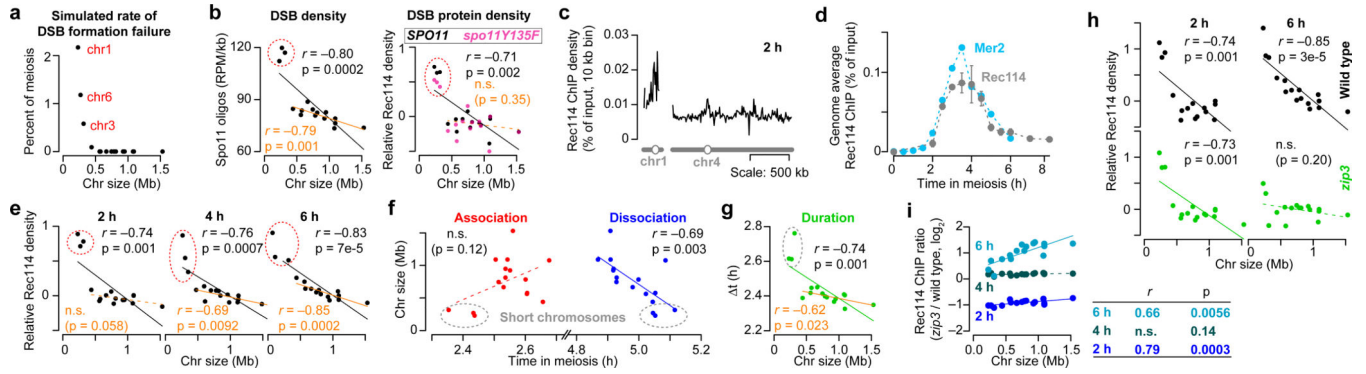 a
Simulated rate of
DSB formation failure
Percent of meiosis
2
1
0
chr1
chr6
chr3
0.0
0.5
1.0
1.5
Chr size (Mb)
b
DSB density
Spo11 oligos (RPM/kb)
120
90
60
r = –0.80
p = 0.0002
r = –0.79
p = 0.001
0.0
0.5
1.0
1.5
Chr size (Mb)
DSB protein density
SPO11 spo11Y135F
Relative Rec114 density
1
0
r = –0.71
p = 0.002
n.s.
(p = 0.35)
0.0
0.5
1.0
1.5
Chr size (Mb)
c
2 h
Rec114 ChIP density
(% of input, 10 kb bin)
0.03
0.02
0.01
0
chr1
chr4
Scale: 500 kb
d
Genome average
Rec114 ChIP (% of input)
0.1
0
Mer2
Rec114
0
2
4
6
8
Time in meiosis (h)
e
Relative Rec114 density
1
0
2 h
r = –0.74
p = 0.001
n.s.
(p = 0.058)
0
1
4 h
r = –0.76
p = 0.0007
r = –0.69
p = 0.0092
0
1
6 h
r = –0.83
p = 7e-5
r = –0.85
p = 0.0002
0
1
Chr size (Mb)
f
Association
Dissociation
Chr size (Mb)
1.5
1.0
0.5
0.0
n.s.
(p = 0.12)
r = –0.69
p = 0.003
Short chromosomes
2.4
2.6
4.8
5.0
5.2
Time in meiosis (h)
g
Duration
Δt (h)
2.8
2.6
2.4
2.2
r = –0.74
p = 0.001
r = –0.62
p = 0.023
0.0
0.5
1.0
1.5
Chr size (Mb)
h
2 h
6 h
Relative Rec114 density
Wild type
zip3
1
0
r = –0.74
p = 0.001
r = –0.85
p = 3e-5
1
0
r = –0.73
p = 0.001
n.s.
(p = 0.20)
0
1
0
1
Chr size (Mb)
i
Rec114 ChIP ratio
(zip3 / wild type, log2)
2
1
0
−1
−2
6 h
4 h
2 h
0.0
0.5
1.0
1.5
Chr size (Mb)
r p
6 h 0.66 0.0056
4 h n.s. 0.14
2 h 0.79 0.0003